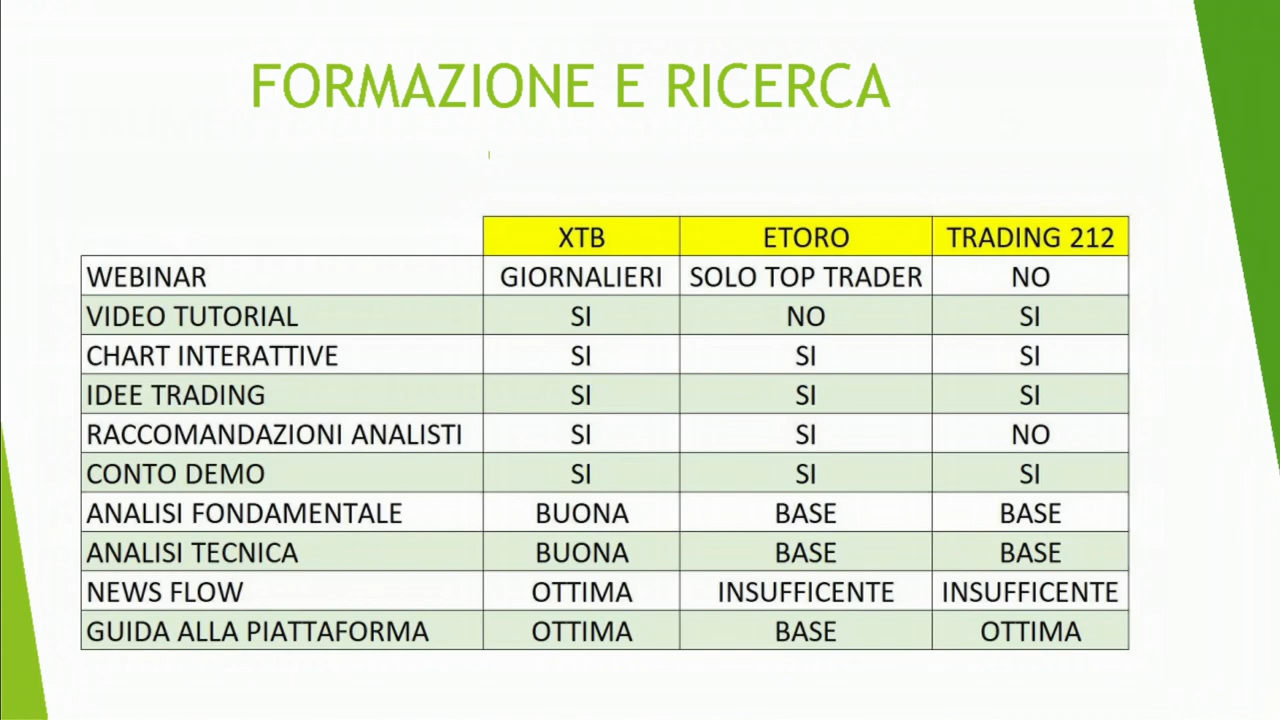 FORMAZIONE E RICERCA
XTB ETORO TRADING 212
WEBINAR GIORNALIERI SOLO TOP TRADER NO
VIDEO TUTORIAL SI NO SI
CHART INTERATTIVE SI SI SI
IDEE TRADING SI SI SI
RACCOMANDAZIONI ANALISTI SI SI NO
CONTO DEMO SI SI SI
ANALISI FONDAMENTALE BUONA BASE BASE
ANALISI TECNICA BUONA BASE BASE
NEWS FLOW OTTIMA INSUFFICENTE INSUFFICENTE
GUIDA ALLA PIATTAFORMA OTTIMA BASE OTTIMA